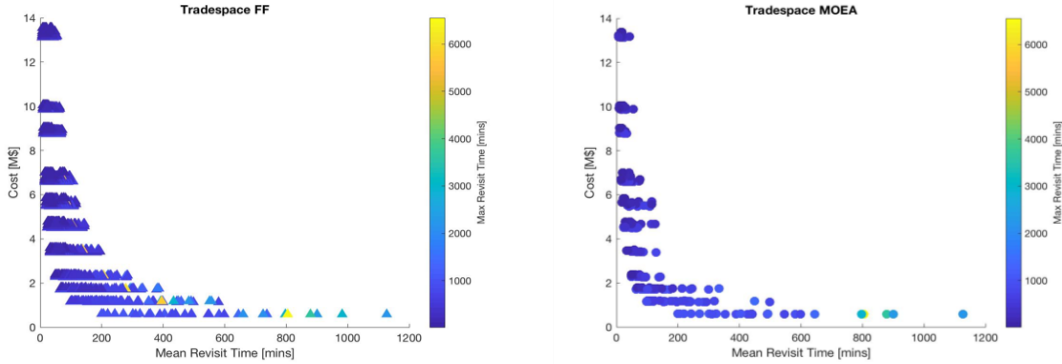 Tradespace FF
14
12
10
8
6
4
2
0
Cost [M$]
0 200 400 600 800 1000 1200
Mean Revisit Time [mins]
6000
5000
4000
3000
2000
1000
Max Revisit Time [mins]
Tradespace MOEA
14
12
10
8
6
4
2
0
Cost [M$]
0 200 400 600 800 1000 1200
Mean Revisit Time [mins]
6000
5000
4000
3000
2000
1000
Max Revisit Time [mins]